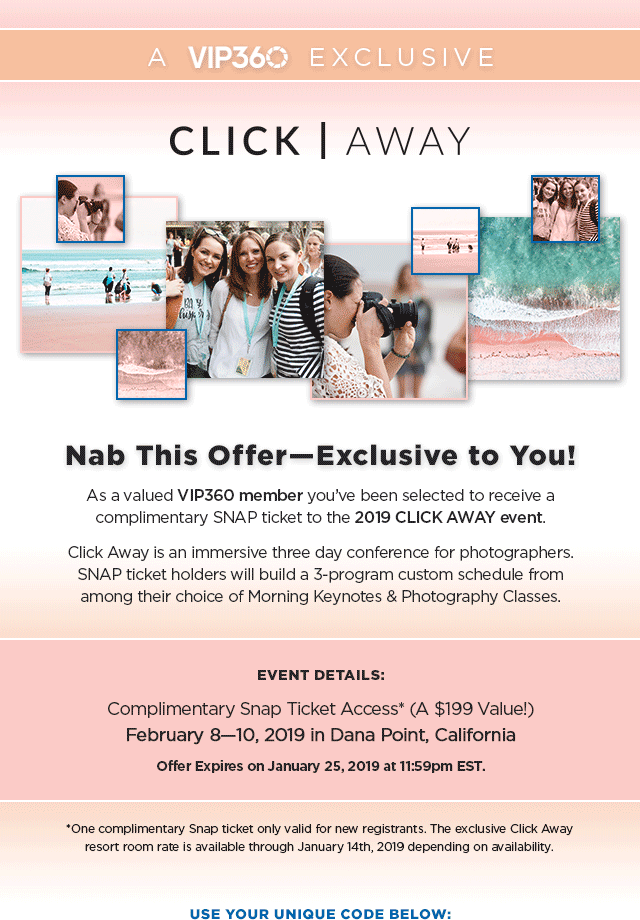 A VIP360 EXCLUSIVE
CLICK | AWAY
Nab This Offer—Exclusive to You!
As a valued VIP360 member you've been selected to receive a
complimentary SNAP ticket to the 2019 CLICK AWAY event.
Click Away is an immersive three day conference for photographers.
SNAP ticket holders will build a 3-program custom schedule from
among their choice of Morning Keynotes & Photography Classes.
EVENT DETAILS:
Complimentary Snap Ticket Access* (A $199 Value!)
February 8—10, 2019 in Dana Point, California
Offer Expires on January 25, 2019 at 11:59pm EST.
*One complimentary Snap ticket only valid for new registrants. The exclusive Click Away
resort room rate is available through January 14th, 2019 depending on availability.
USE YOUR UNIQUE CODE BELOW: